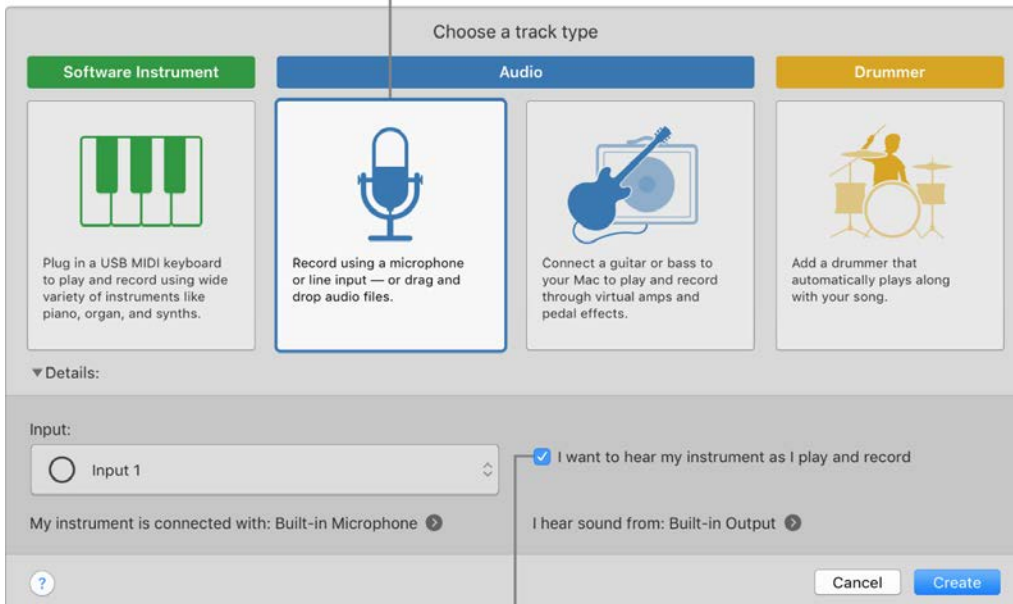 Choose a track type
Software Instrument
Audio
Drummer
Plug in a USB MIDI keyboard
to play and record using wide
variety of instruments like
piano, organ, and synths.
Record using a microphone
or line input — or drag and
drop audio files.
Connect a guitar or bass to
your Mac to play and record
through virtual amps and
pedal effects.
Add a drummer that
automatically plays along
with your song.
Details:
Input:
Input 1
I want to hear my instrument as I play and record
My instrument is connected with: Built-in Microphone
I hear sound from: Built-in Output
?
Cancel
Create